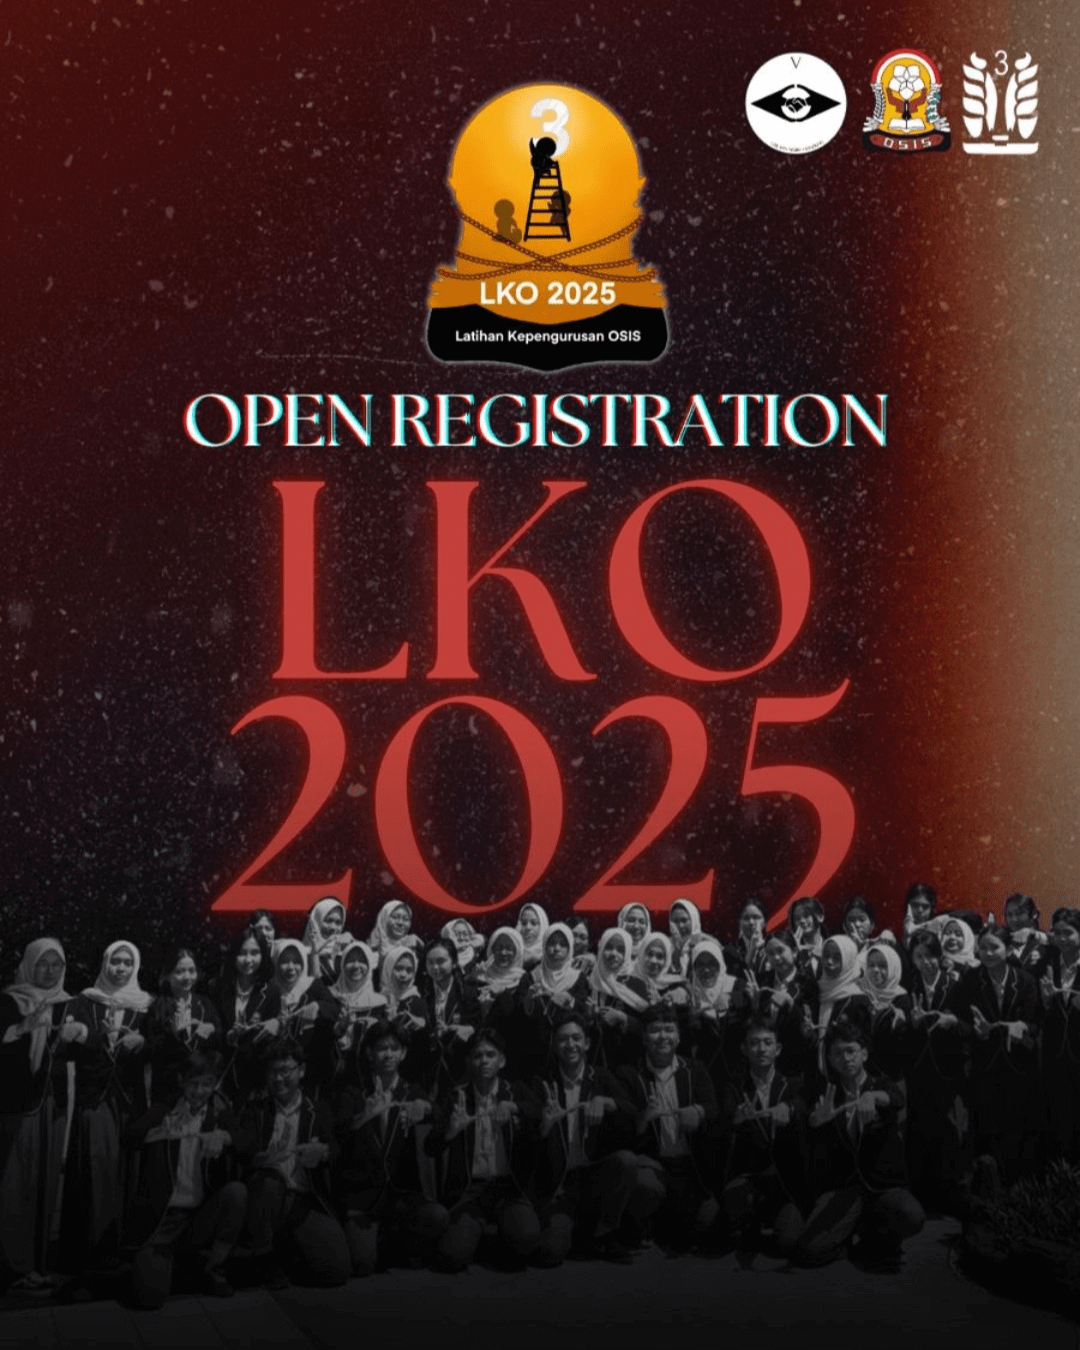 V
OSIS
3
3
LKO 2025
Latihan Kepengurusan OSIS
OPEN REGISTRATION
LKO
2025